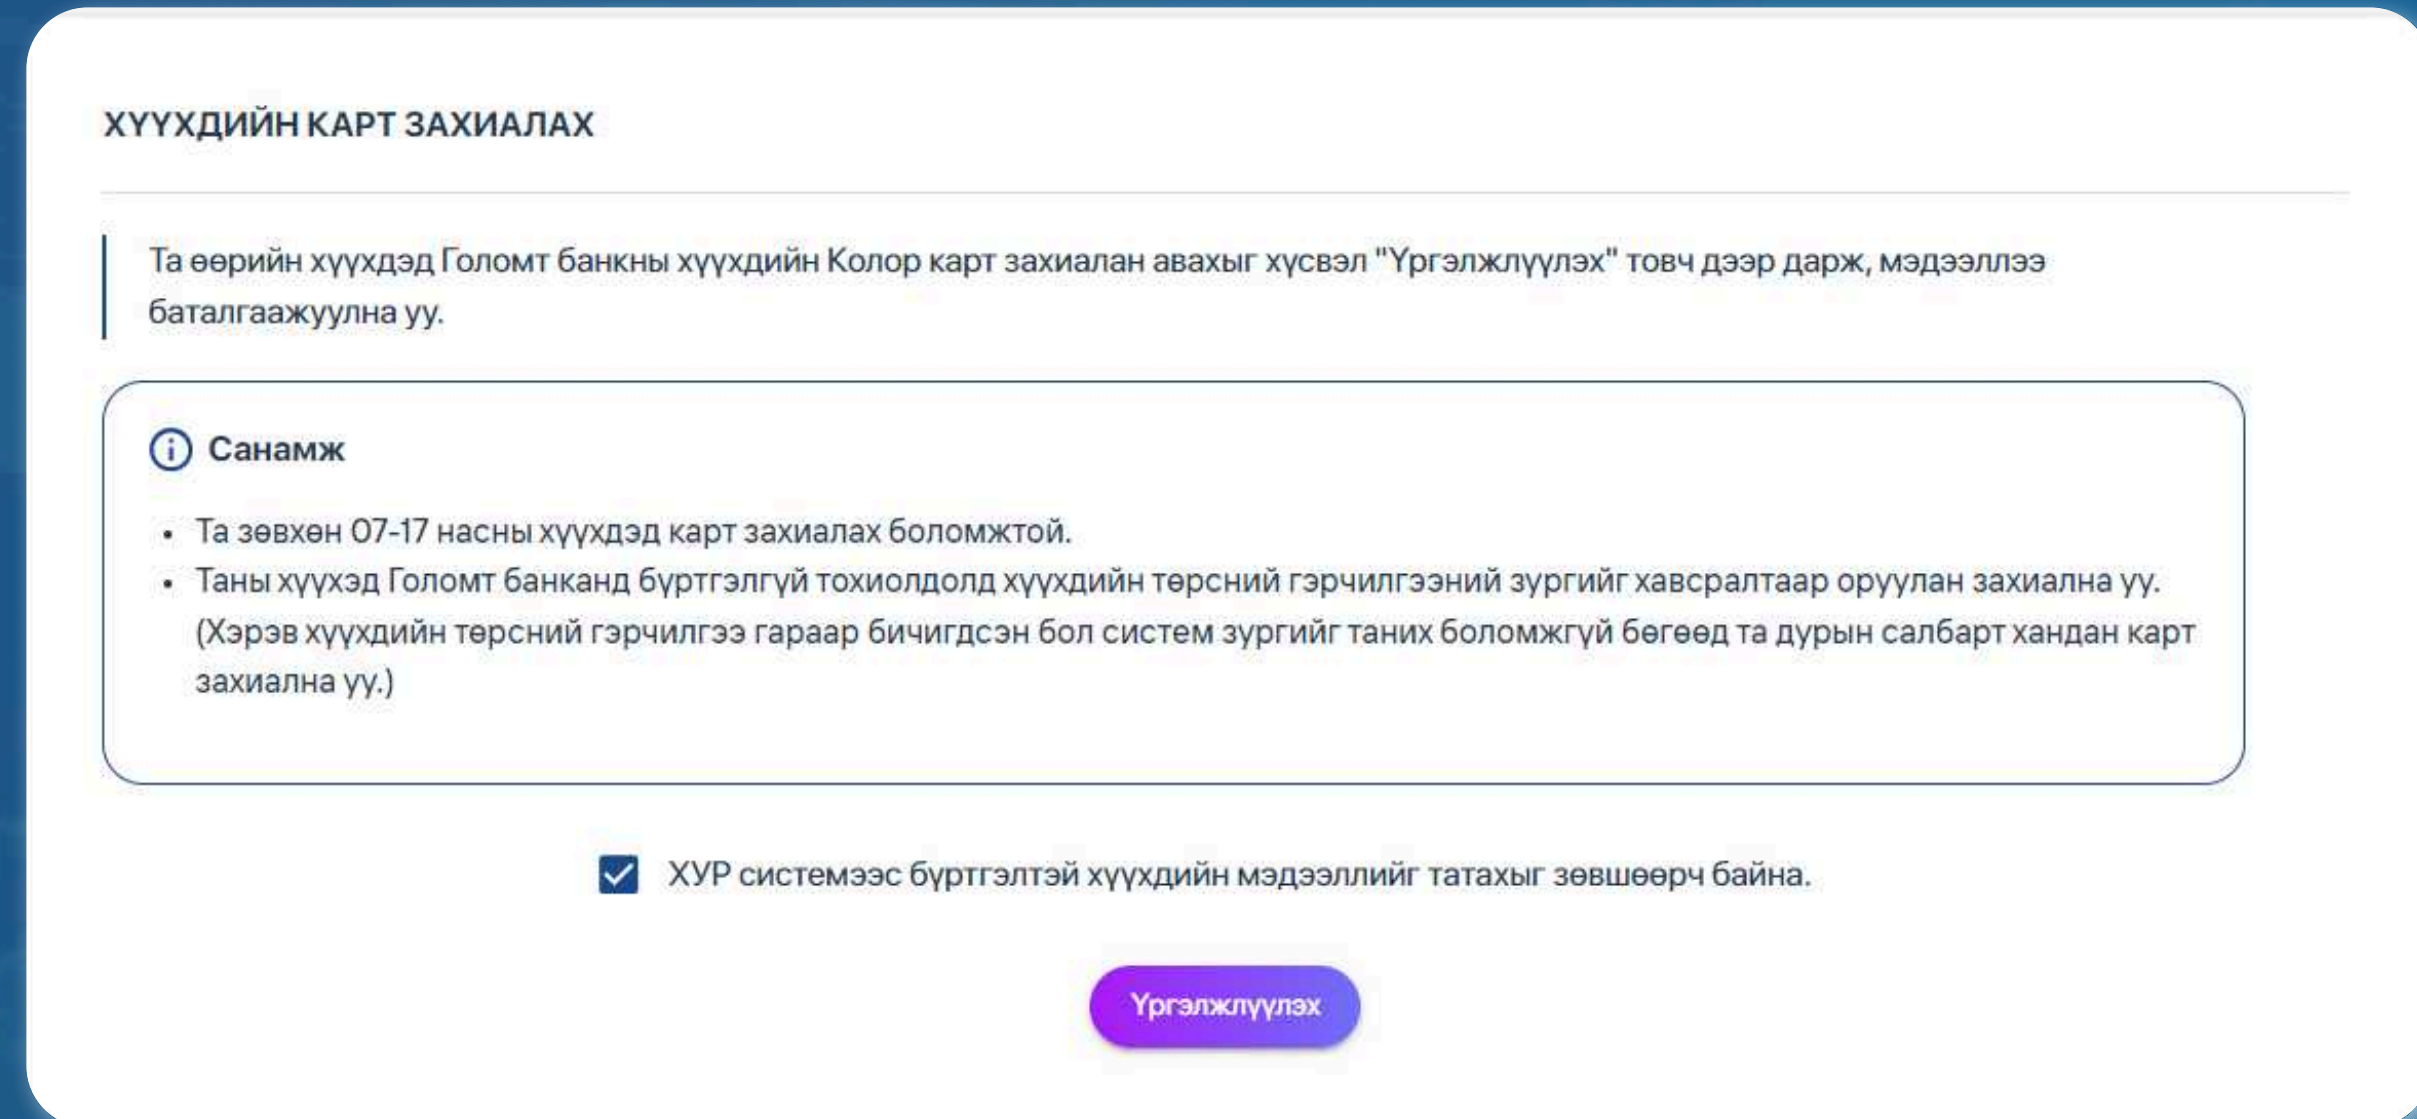 ХҮҮХДИЙН КАРТ ЗАХИАЛАХ
Та өөрийн хүүхдэд Голомт банкны хүүхдийн Колор карт захиалан авахыг хүсвэл "Үргэлжлүүлэх" товч дээр дарж, мэдээллээ
баталгаажуулна уу.
Санамж
• Та зөвхөн 07-17 насны хүүхдэд карт захиалах боломжтой.
• Таны хүүхэд Голомт банканд бүртгэлгүй тохиолдолд хүүхдийн төрсний гэрчилгээний зургийг хавсралтаар оруулан захиална уу.
(Хэрэв хүүхдийн төрсний гэрчилгээ гараар бичигдсэн бол систем зургийг таних боломжгүй бөгөөд та дурын салбарт хандан карт
захиална уу.)
ХУР системээс бүртгэлтэй хүүхдийн мэдээллийг татахыг зөвшөөрч байна.
Үргэлжлүүлэх